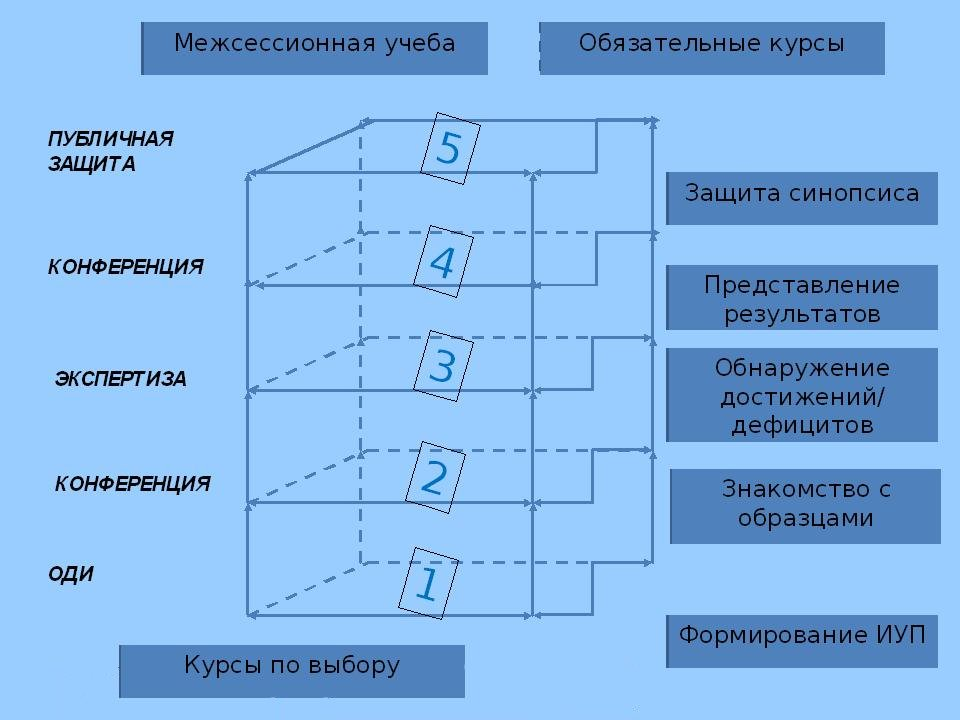 Межсессионная учеба
Обязательные курсы
ПУБЛИЧНАЯ
ЗАЩИТА
5
Защита синопсиса
КОНФЕРЕНЦИЯ
4
Представление
результатов
ЭКСПЕРТИЗА
3
Обнаружение
достижений/
дефицитов
КОНФЕРЕНЦИЯ
2
Знакомство с
образцами
ОДИ
1
Формирование ИУП
Курсы по выбору